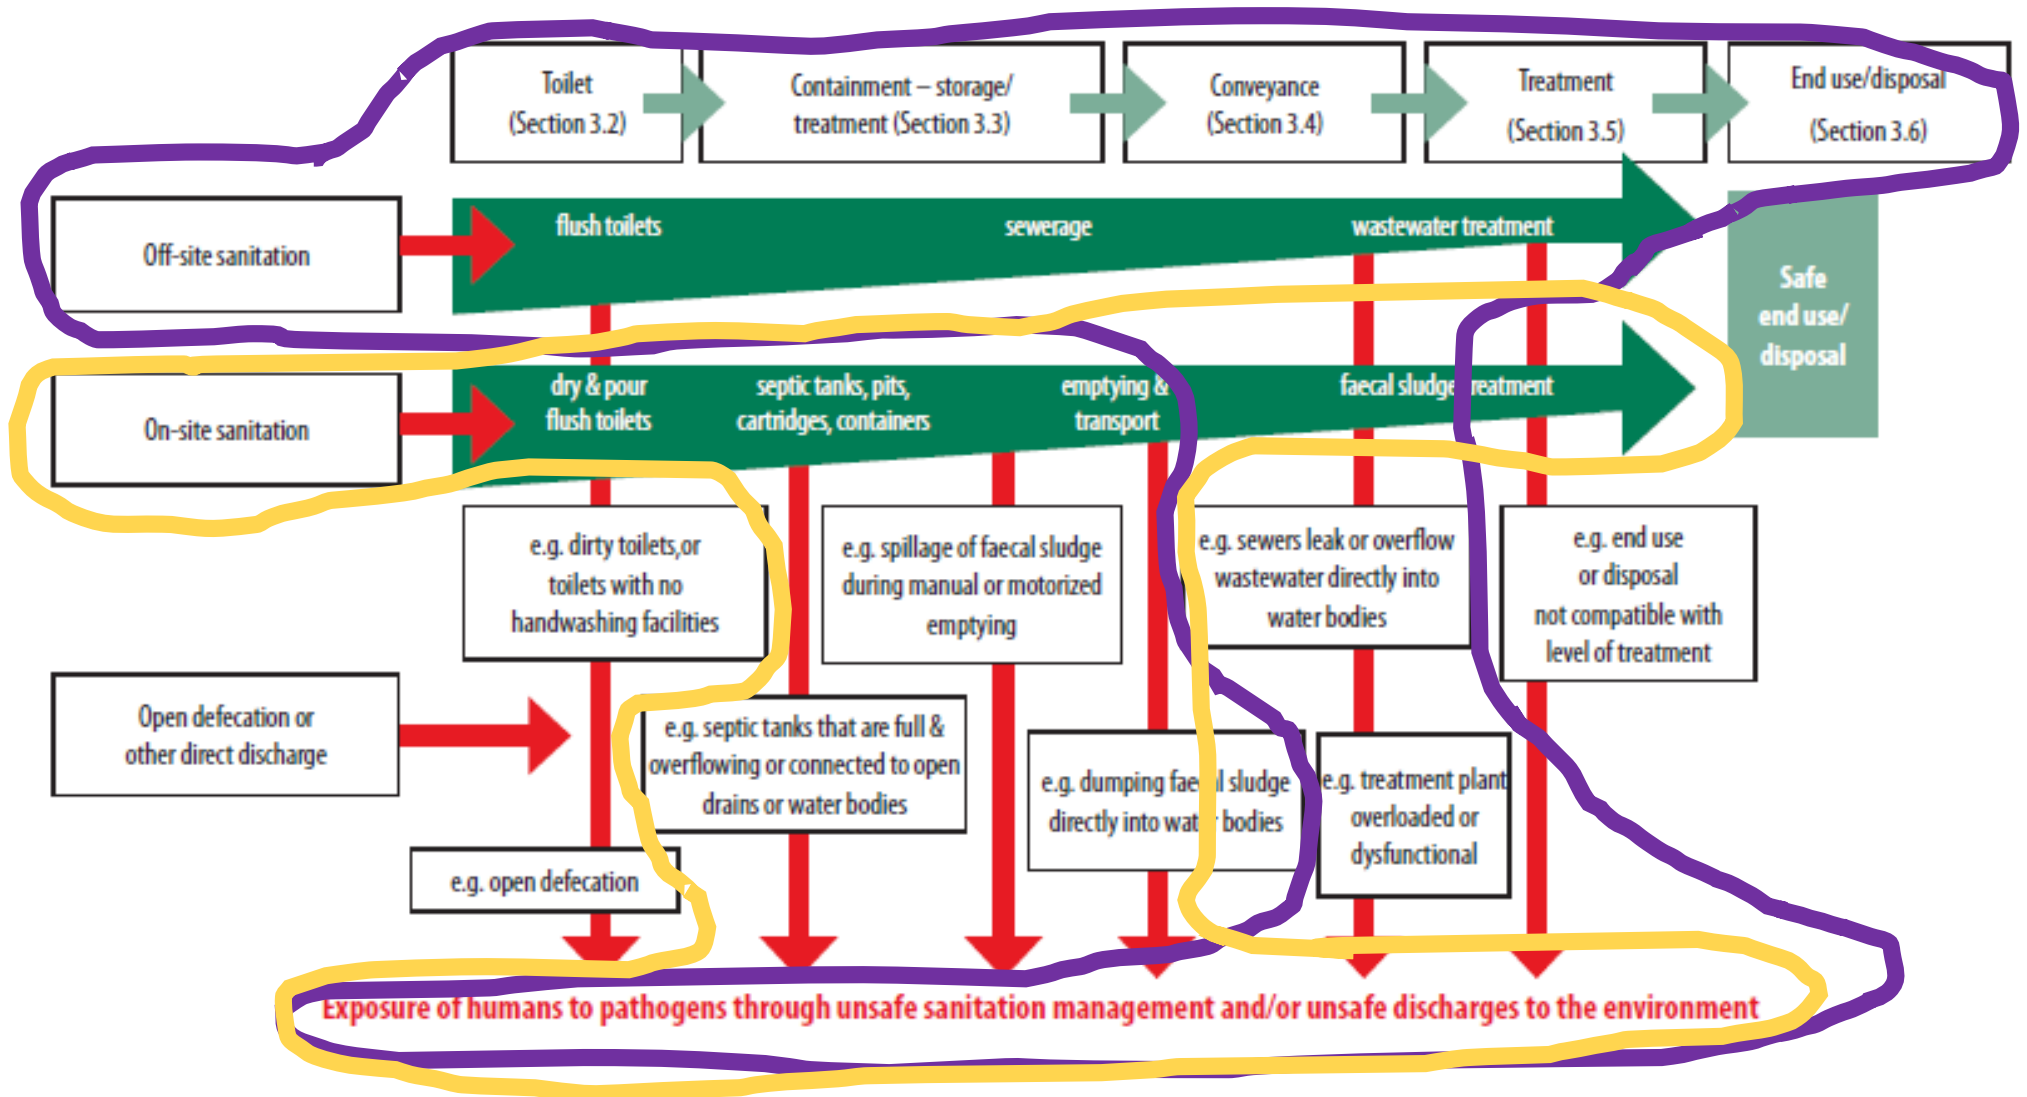 Toilet
(Section 3.2)
Containment – storage/
treatment (Section 3.3)
Conveyance
(Section 3.4)
Treatment
(Section 3.5)
End use/disposal
(Section 3.6)
Off-site sanitation
flush toilets
sewerage
wastewater treatment
Safe
end use/
disposal
On-site sanitation
dry & pour
flush toilets
septic tanks, pits,
cartridges, containers
emptying &
transport
faecal sludge treatment
e.g. dirty toilets,or
toilets with no
handwashing facilities
e.g. spillage of faecal sludge
during manual or motorized
emptying
e.g. sewers leak or overflow
wastewater directly into
water bodies
e.g. end use
or disposal
not compatible with
level of treatment
Open defecation or
other direct discharge
e.g. septic tanks that are full &
overflowing or connected to open
drains or water bodies
e.g. dumping faecal sludge
directly into water bodies
e.g. treatment plant
overloaded or
dysfunctional
e.g. open defecation
Exposure of humans to pathogens through unsafe sanitation management and/or unsafe discharges to the environment